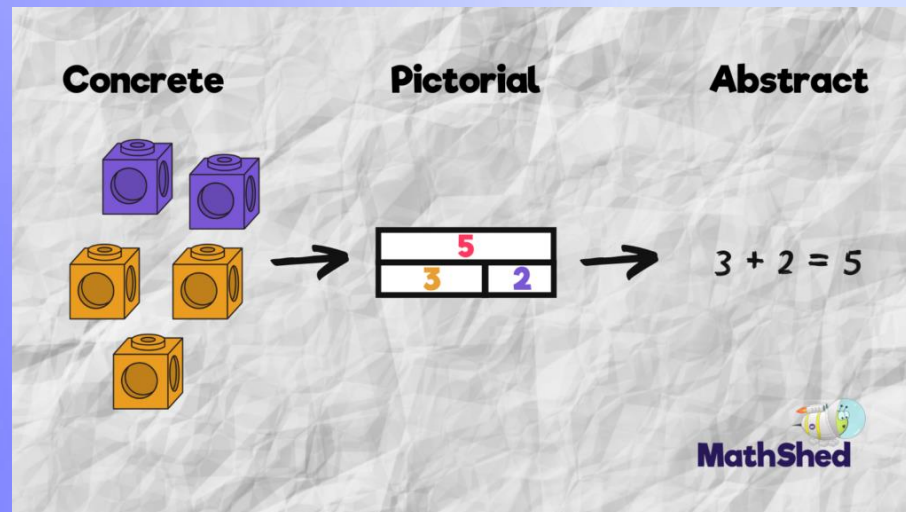 Concrete
Pictorial
Abstract
5
3 2
3 + 2 = 5
MathShed